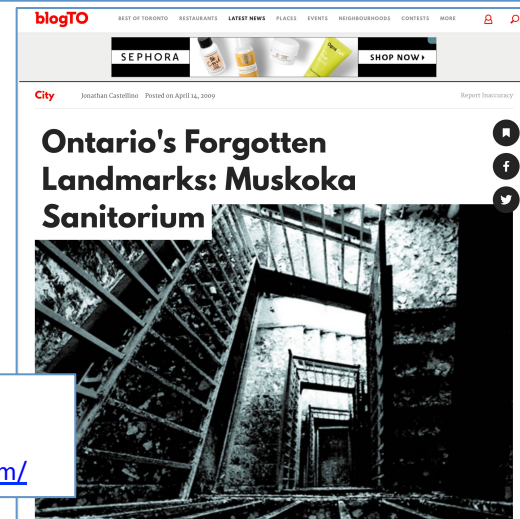 blogTO
BEST OF TORONTO RESTAURANTS LATEST NEWS PLACES EVENTS NEIGHBOURHOODS CONTESTS MORE
SEPHORA SHOP NOW
City Jonathan Castellino Posted on April 14, 2009 Report Inaccuracy
Ontario's Forgotten
Landmarks: Muskoka
Sanitorium
m/